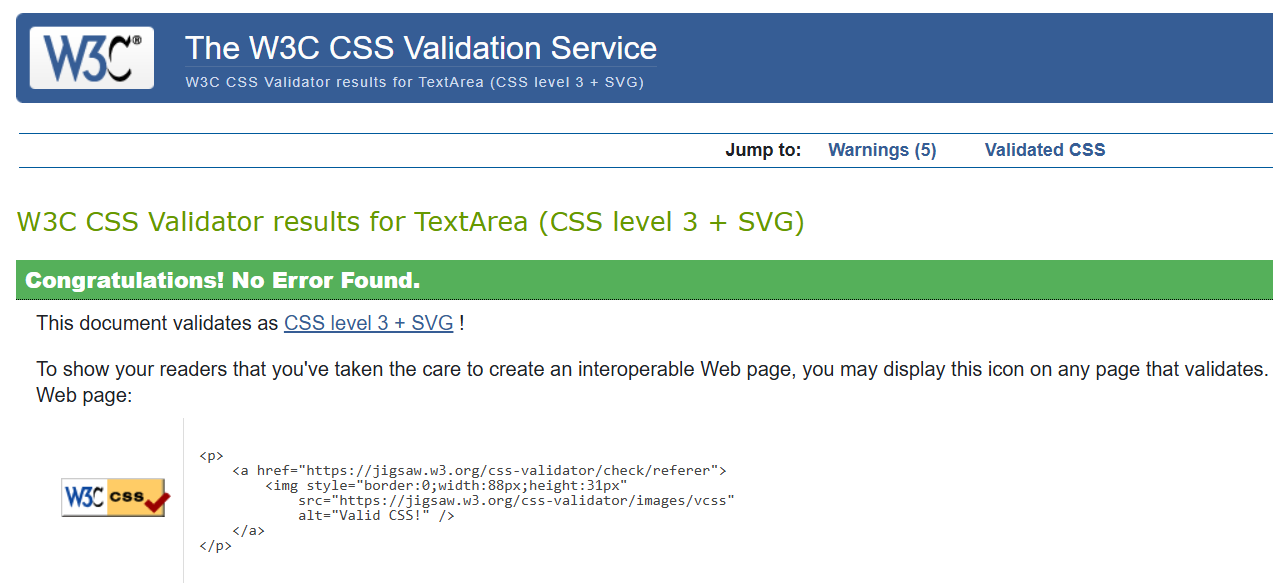 W3C®
The W3C CSS Validation Service
W3C CSS Validator results for TextArea (CSS level 3 + SVG)
Jump to: Warnings (5) Validated CSS
W3C CSS Validator results for TextArea (CSS level 3 + SVG)
Congratulations! No Error Found.
This document validates as CSS level 3 + SVG !
To show your readers that you've taken the care to create an interoperable Web page, you may display this icon on any page that validates.
Web page:
W3C css
<p>
    <a href="https://jigsaw.w3.org/css-validator/check/referer">
        <img style="border:0;width:88px;height:31px"
            src="https://jigsaw.w3.org/css-validator/images/vcss"
            alt="Valid CSS!" />
    </a>
</p>